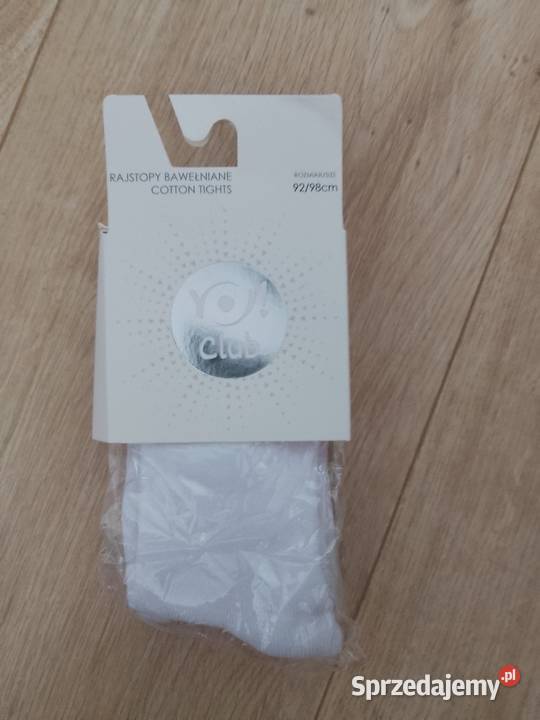 RAJSTOPY BAWEŁNIANE
COTTON TIGHTS
ROZMIAR/SIZE
92/98cm
YO!
Club
Sprzedajemy.pl